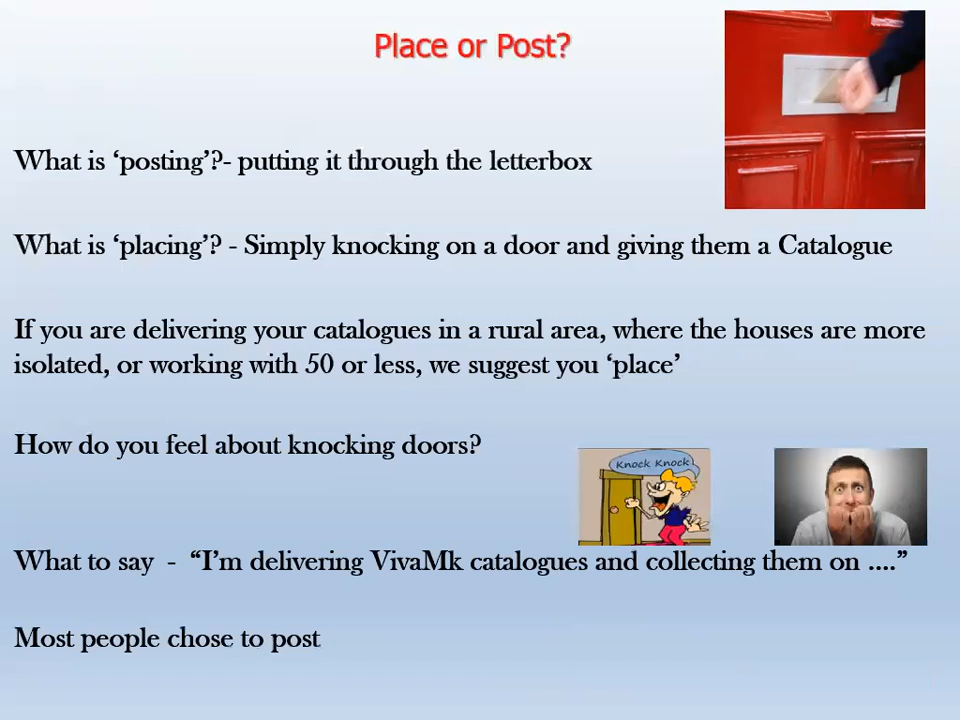 Place or Post?
What is ‘posting’?- putting it through the letterbox
What is ‘placing’? - Simply knocking on a door and giving them a Catalogue
If you are delivering your catalogues in a rural area, where the houses are more
isolated, or working with 50 or less, we suggest you ‘place’
How do you feel about knocking doors?
Knock Knock
What to say - “I’m delivering VivaMk catalogues and collecting them on ….”
Most people chose to post